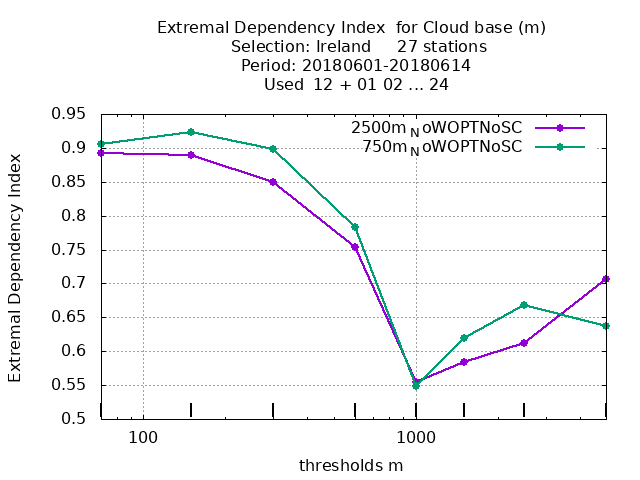 Extremal Dependency Index  for Cloud base (m)
Selection: Ireland     27 stations
Period: 20180601-20180614
Used  12 + 01 02 ... 24
2500m_NoWOPTNoSC
750m_NoWOPTNoSC
Extremal Dependency Index
0.95
0.9
0.85
0.8
0.75
0.7
0.65
0.6
0.55
0.5
100 1000
thresholds m